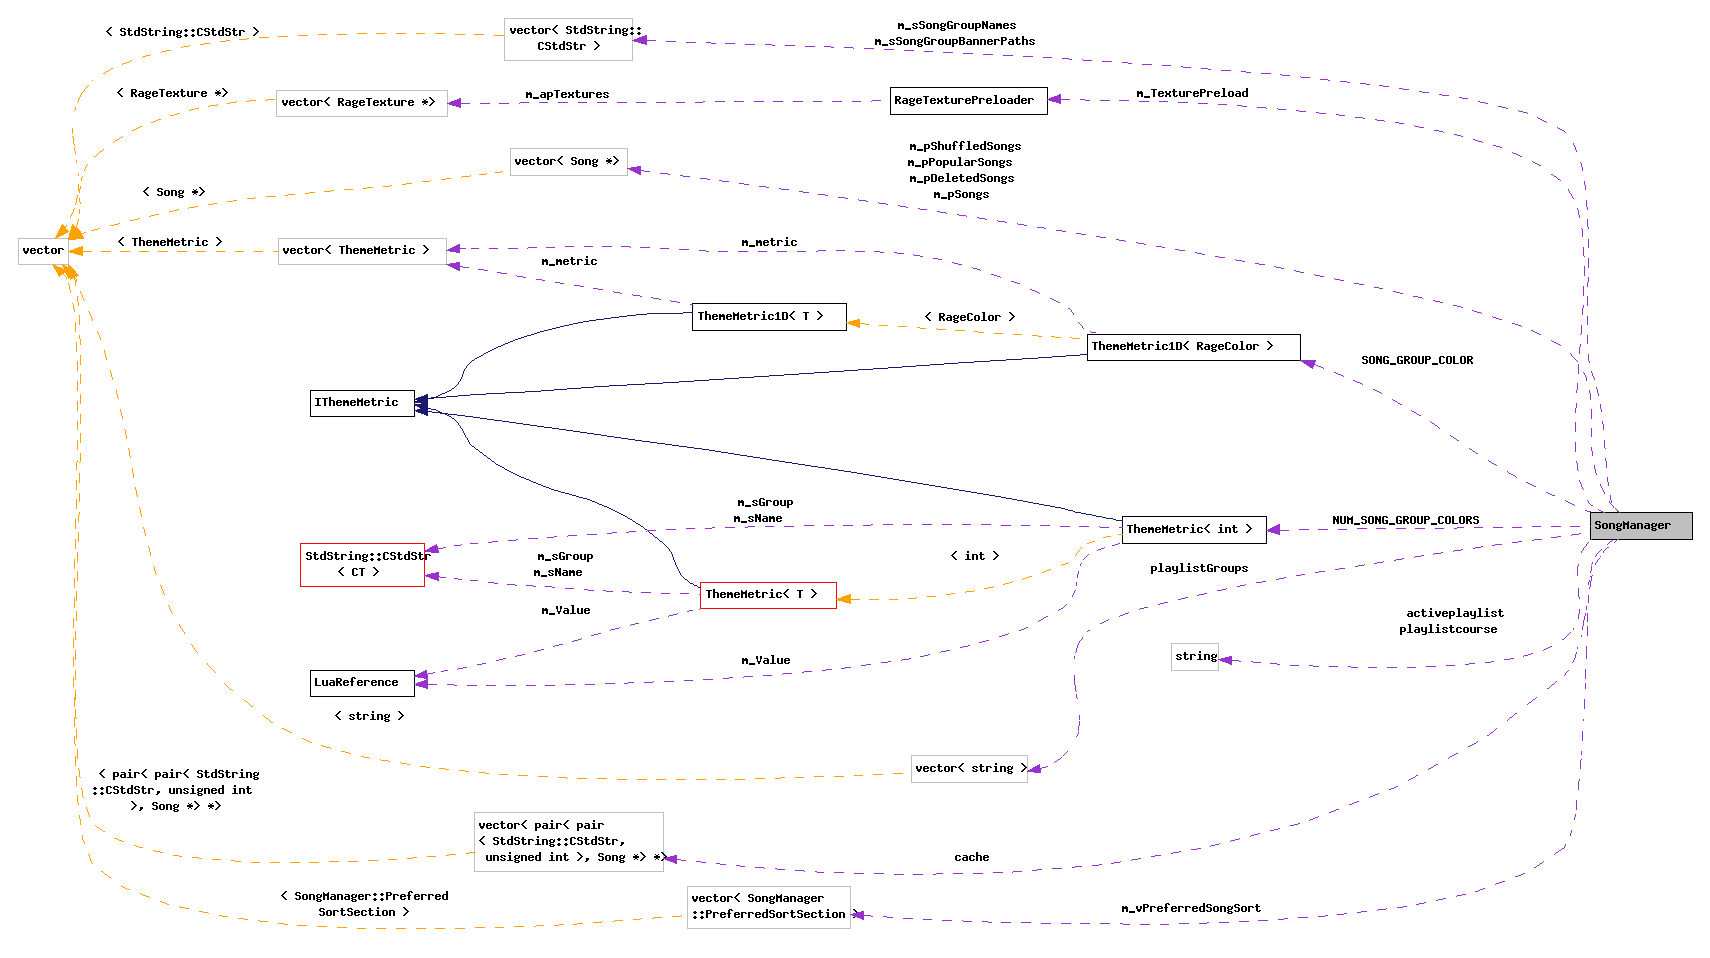 < StdString::CStdStr >
vector< StdString::
CStdStr >
m_sSongGroupNames
m_sSongGroupBannerPaths
< RageTexture *>
vector< RageTexture *>
m_apTextures
RageTexturePreloader
m_TexturePreload
< Song *>
vector< Song *>
m_pShuffledSongs
m_pPopularSongs
m_pDeletedSongs
m_pSongs
vector
< ThemeMetric >
vector< ThemeMetric >
m_metric
m_metric
ThemeMetric1D< T >
< RageColor >
ThemeMetric1D< RageColor >
SONG_GROUP_COLOR
IThemeMetric
m_sGroup
m_sName
ThemeMetric< int >
NUM_SONG_GROUP_COLORS
SongManager
StdString::CStdStr
< CT >
m_sGroup
m_sName
< int >
ThemeMetric< T >
playlistGroups
m_Value
activeplaylist
playlistcourse
string
m_Value
LuaReference
< string >
vector< string >
< pair< pair< StdString
::CStdStr, unsigned int
>, Song *> *>
vector< pair< pair
< StdString::CStdStr,
unsigned int >, Song *> *>
cache
< SongManager::Preferred
SortSection >
vector< SongManager
::PreferredSortSection >
m_vPreferredSongSort